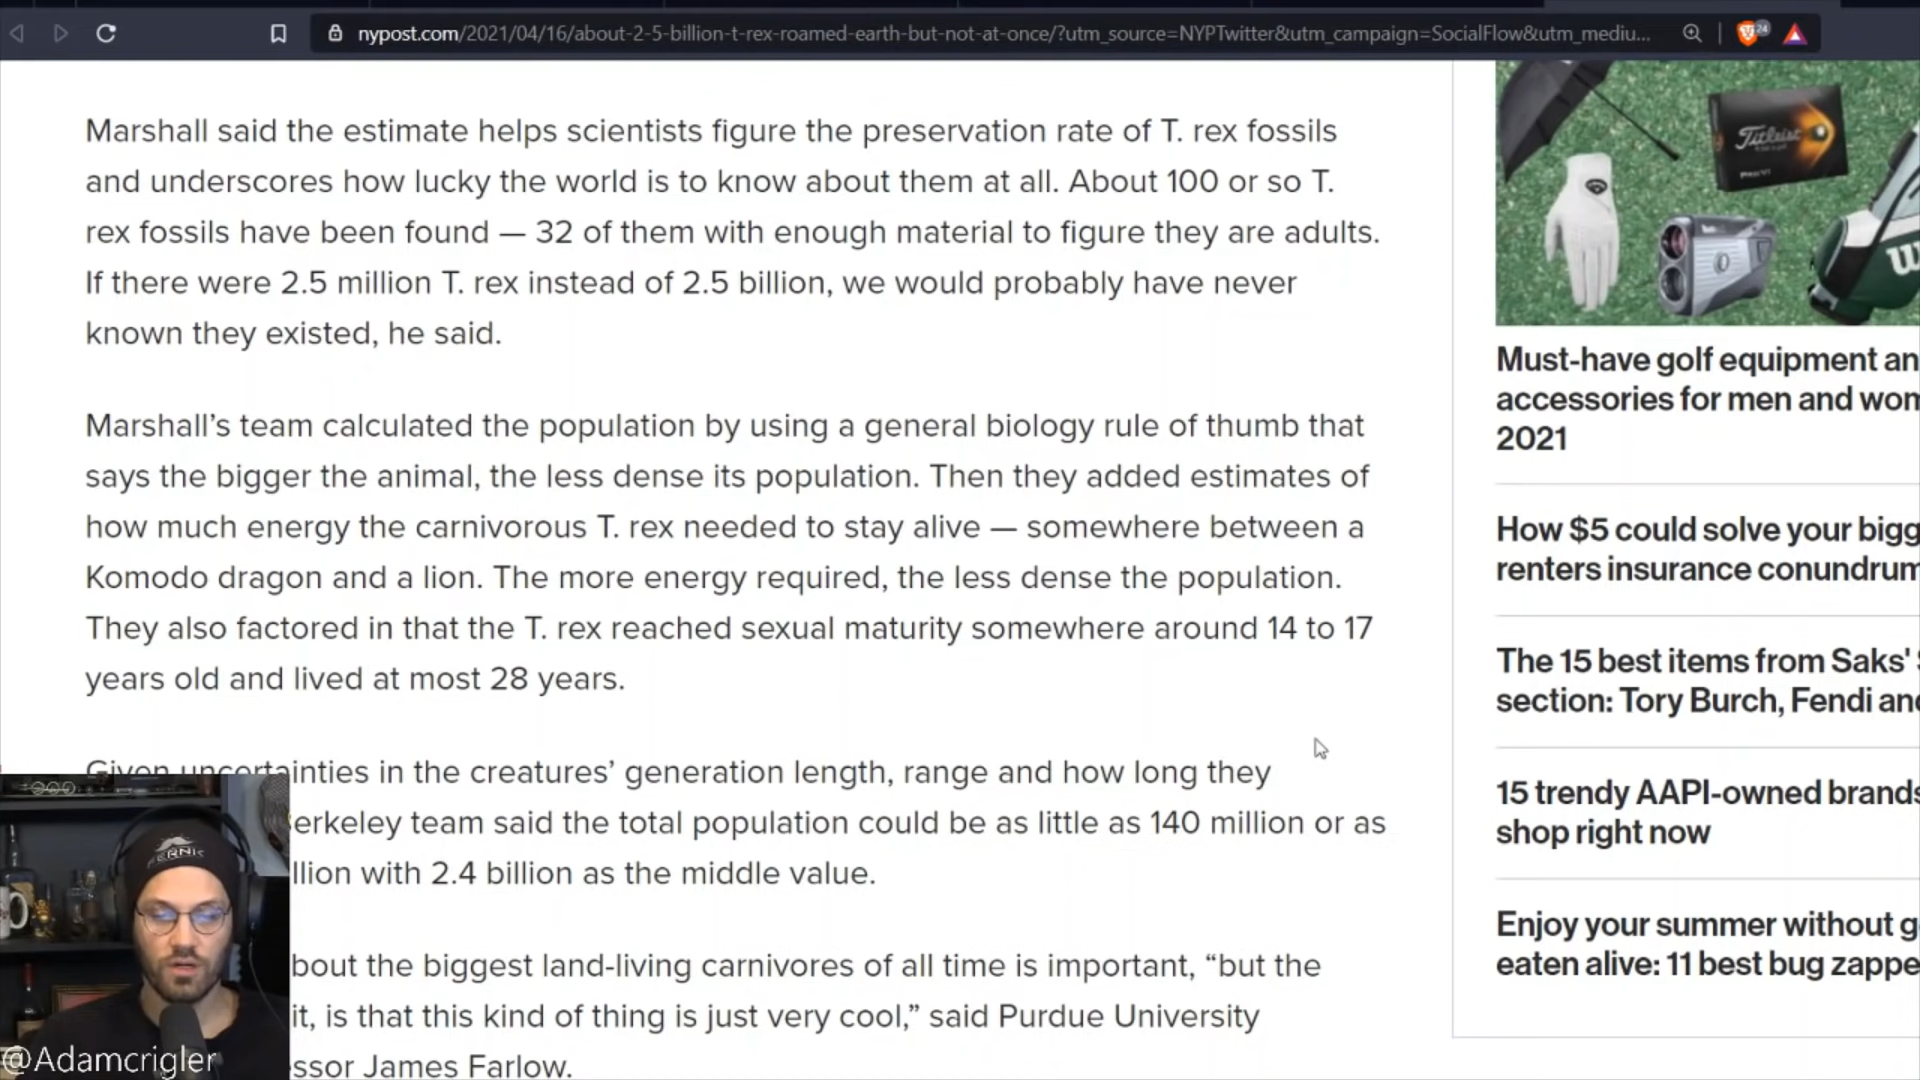 nypost.com/2021/04/16/about-2-5-billion-t-rex-roamed-earth-but-not-at-once/?utm_source=NYPTwitter&utm_campaign=SocialFlow&utm_mediu...
24
Marshall said the estimate helps scientists figure the preservation rate of T. rex fossils
and underscores how lucky the world is to know about them at all. About 100 or so T.
rex fossils have been found — 32 of them with enough material to figure they are adults.
If there were 2.5 million T. rex instead of 2.5 billion, we would probably have never
known they existed, he said.
Marshall’s team calculated the population by using a general biology rule of thumb that
says the bigger the animal, the less dense its population. Then they added estimates of
how much energy the carnivorous T. rex needed to stay alive — somewhere between a
Komodo dragon and a lion. The more energy required, the less dense the population.
They also factored in that the T. rex reached sexual maturity somewhere around 14 to 17
years old and lived at most 28 years.
Given uncertainties in the creatures’ generation length, range and how long they
erkeley team said the total population could be as little as 140 million or as
llion with 2.4 billion as the middle value.
bout the biggest land-living carnivores of all time is important, “but the
it, is that this kind of thing is just very cool,” said Purdue University
ssor James Farlow.
Titleist
Must-have golf equipment an
accessories for men and wom
2021
How $5 could solve your bigg
renters insurance conundrum
The 15 best items from Saks' S
section: Tory Burch, Fendi and
15 trendy AAPI-owned brands
shop right now
Enjoy your summer without g
eaten alive: 11 best bug zappe
@Adamcrigler